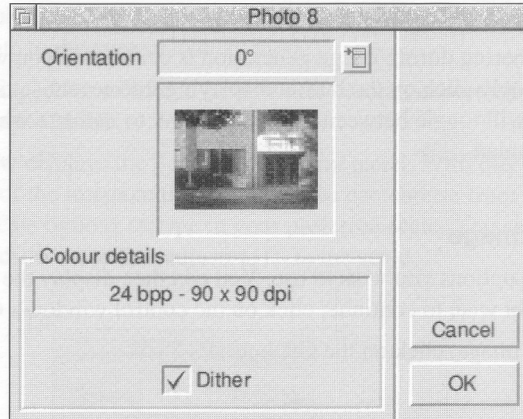 Photo 8
Orientation 0°
Colour details
24 bpp - 90 x 90 dpi
Dither
Cancel
OK